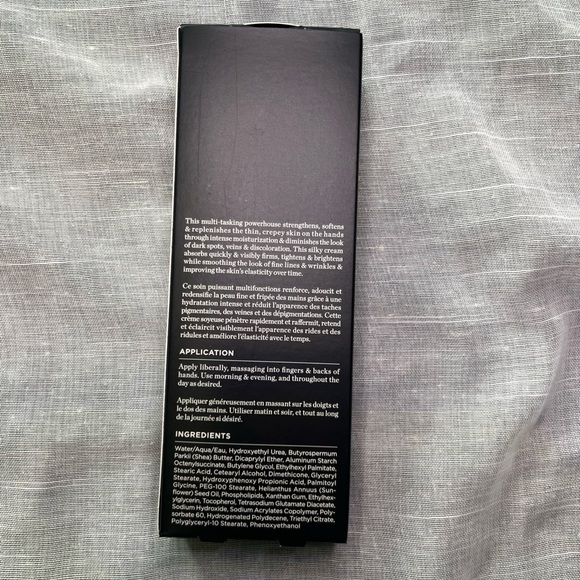 This multi-tasking powerhouse strengthens, softens
& replenishes the thin, crepey skin on the hands
through intense moisturization & diminishes the look
of dark spots, veins & discoloration. This silky cream
absorbs quickly & visibly firms, tightens & brightens
while smoothing the look of fine lines & wrinkles &
improving the skin's elasticity over time.
Ce soin puissant multifonctions renforce, adoucit et
redensifie la peau fine et fripée des mains grâce à une
hydratation intense et réduit l'apparence des taches
pigmentaires, des veines et des dépigmentations. Cette
crème soyeuse pénètre rapidement et raffermit, retend
et éclaircit visiblement l'apparence des rides et des
ridules et améliore l'élasticité avec le temps.
APPLICATION
Apply liberally, massaging into fingers & backs of
hands. Use morning & evening, and throughout the
day as desired.
Appliquer généreusement en massant sur les doigts et
le dos des mains. Utiliser matin et soir, et tout au long
de la journée si désiré.
INGREDIENTS
Water/Aqua/Eau, Hydroxyethyl Urea, Butyrospermum
Parkii (Shea) Butter, Dicaprylyl Ether, Aluminum Starch
Octenylsuccinate, Butylene Glycol, Ethylhexyl Palmitate,
Stearic Acid, Cetearyl Alcohol, Dimethicone, Glyceryl
Stearate, Hydroxyphenoxy Propionic Acid, Palmitoyl
Glycine, PEG-100 Stearate, Helianthus Annuus (Sun-
flower) Seed Oil, Phospholipids, Xanthan Gum, Ethylhex-
ylglycerin, Tocopherol, Tetrasodium Glutamate Diacetate,
Sodium Hydroxide, Sodium Acrylates Copolymer, Poly-
sorbate 60, Hydrogenated Polydecene, Triethyl Citrate,
Polyglyceryl-10 Stearate, Phenoxyethanol